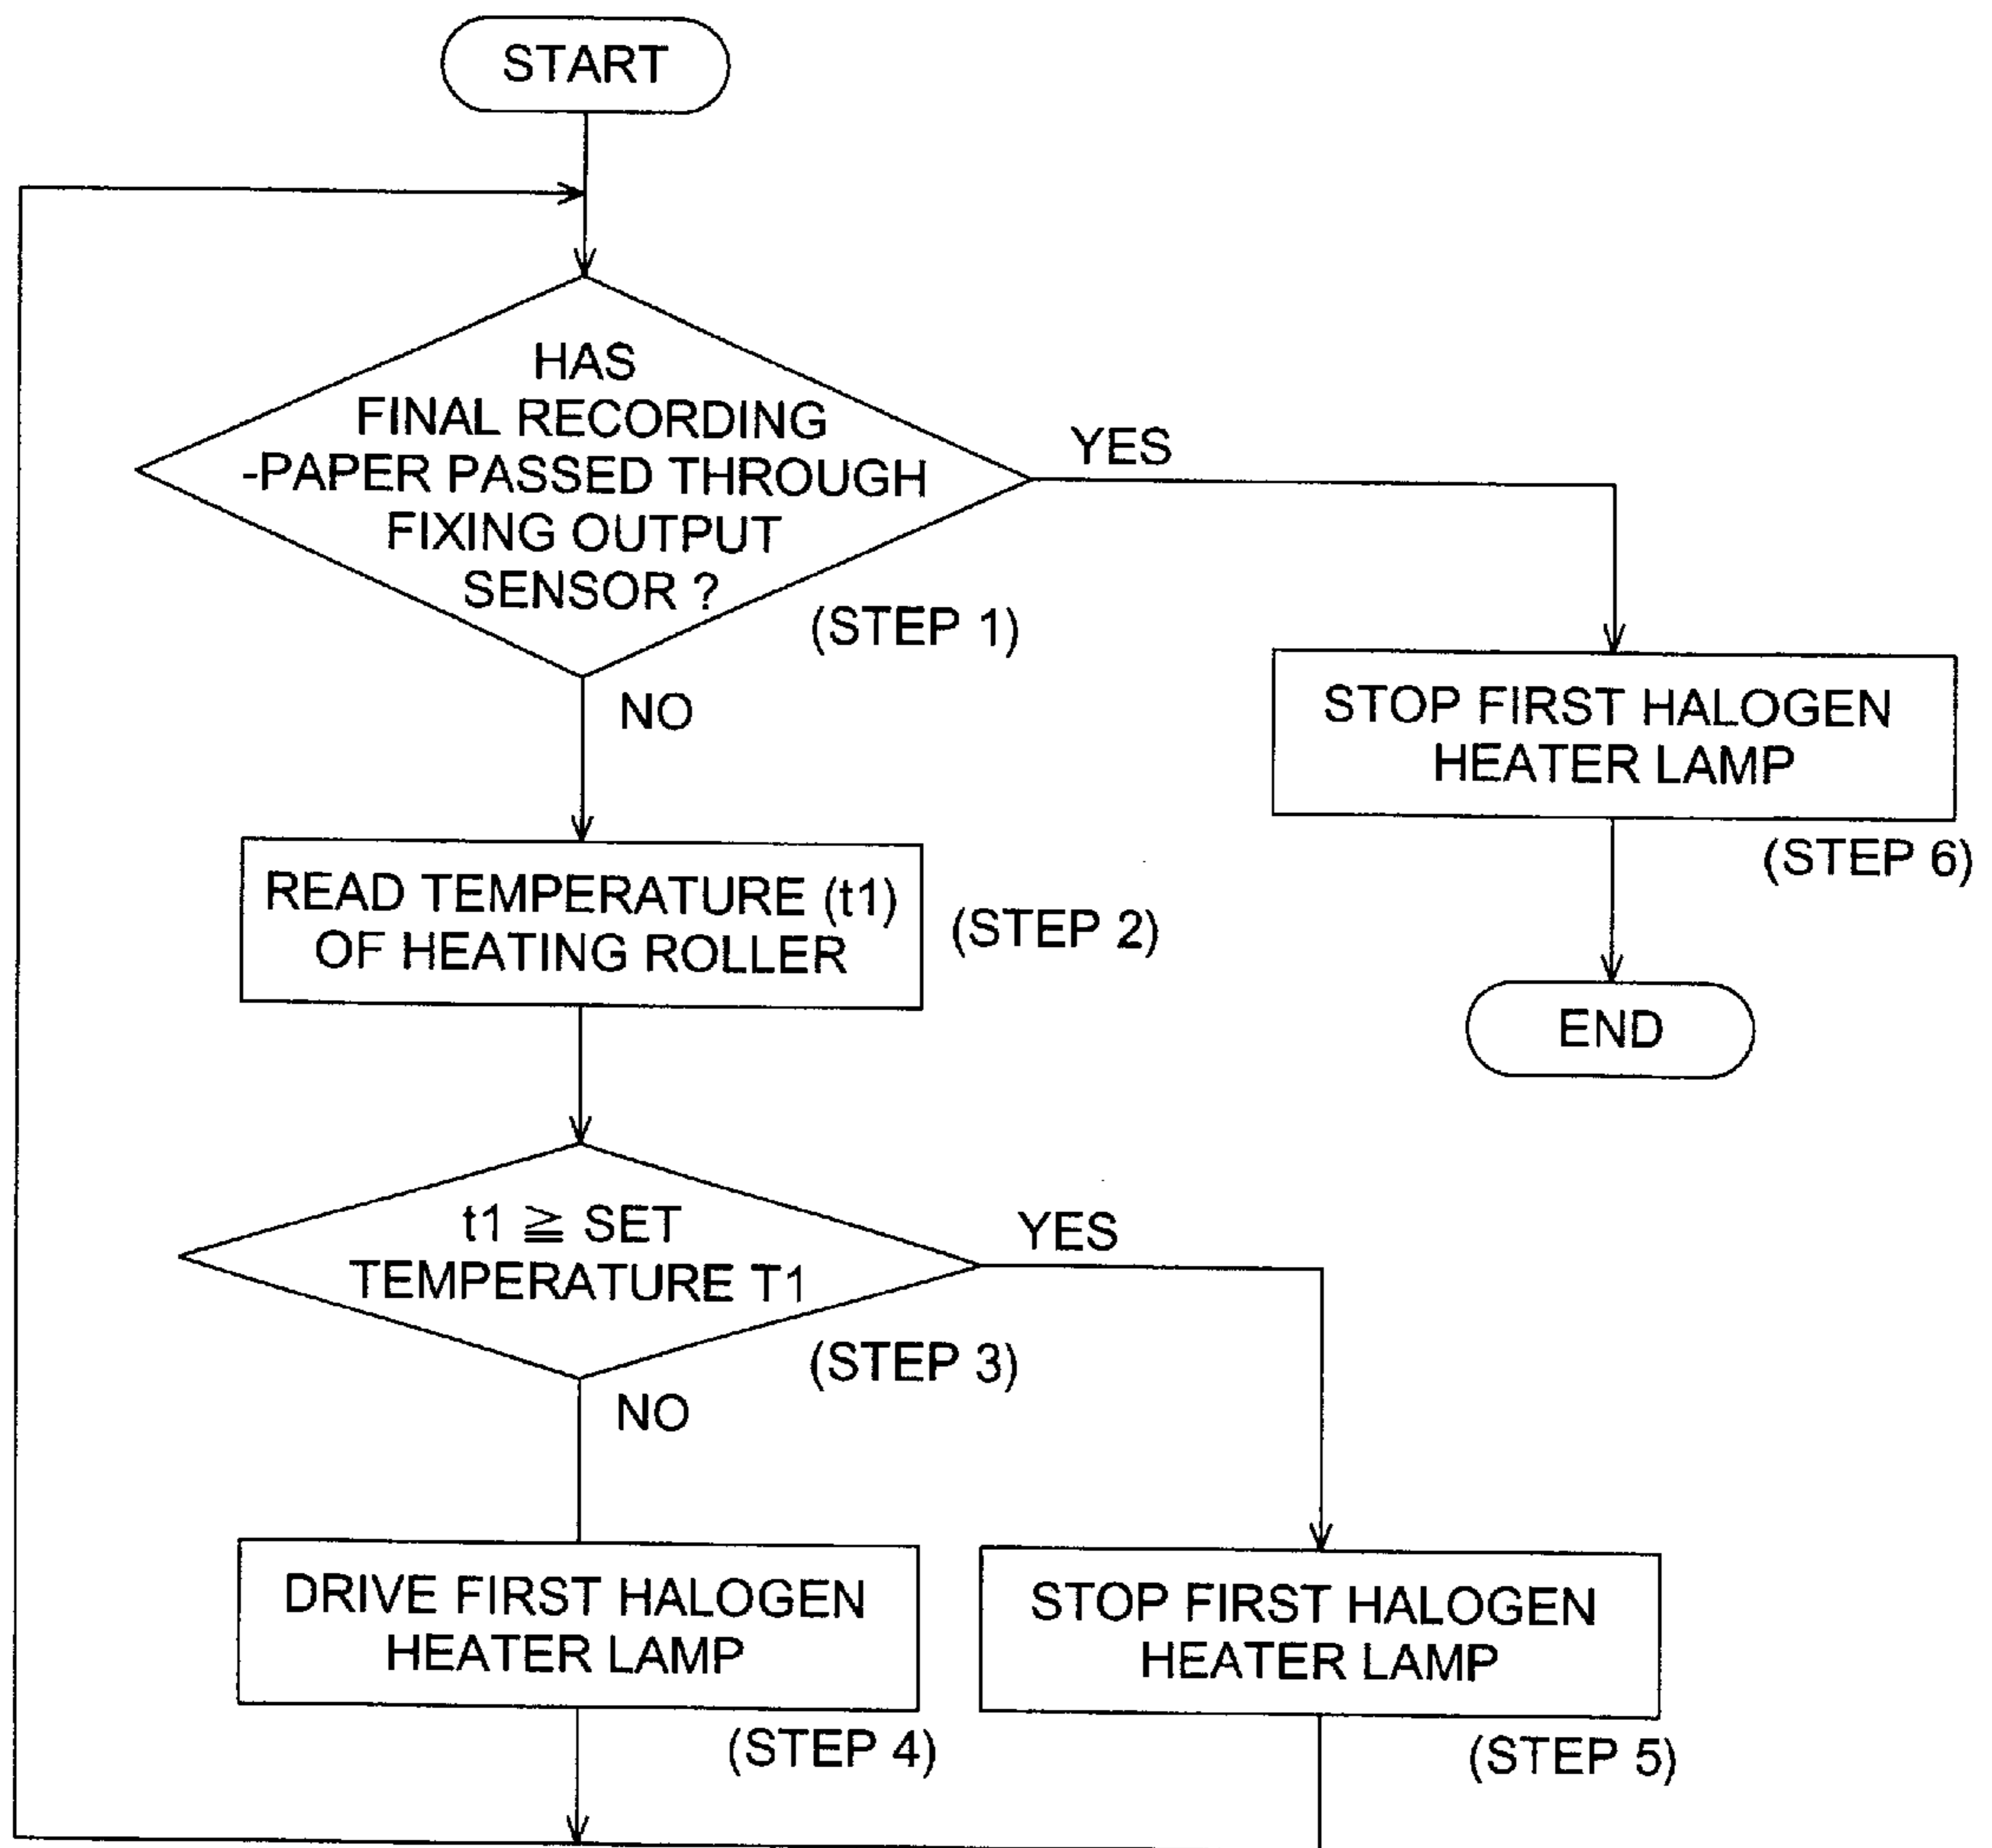 START
HAS
FINAL RECORDING
-PAPER PASSED THROUGH
FIXING OUTPUT
SENSOR ?
(STEP 1)
YES
NO
STOP FIRST HALOGEN
HEATER LAMP
(STEP 6)
END
READ TEMPERATURE (t1)
OF HEATING ROLLER
(STEP 2)
t1 ≧ SET
TEMPERATURE T1
(STEP 3)
YES
NO
DRIVE FIRST HALOGEN
HEATER LAMP
(STEP 4)
STOP FIRST HALOGEN
HEATER LAMP
(STEP 5)